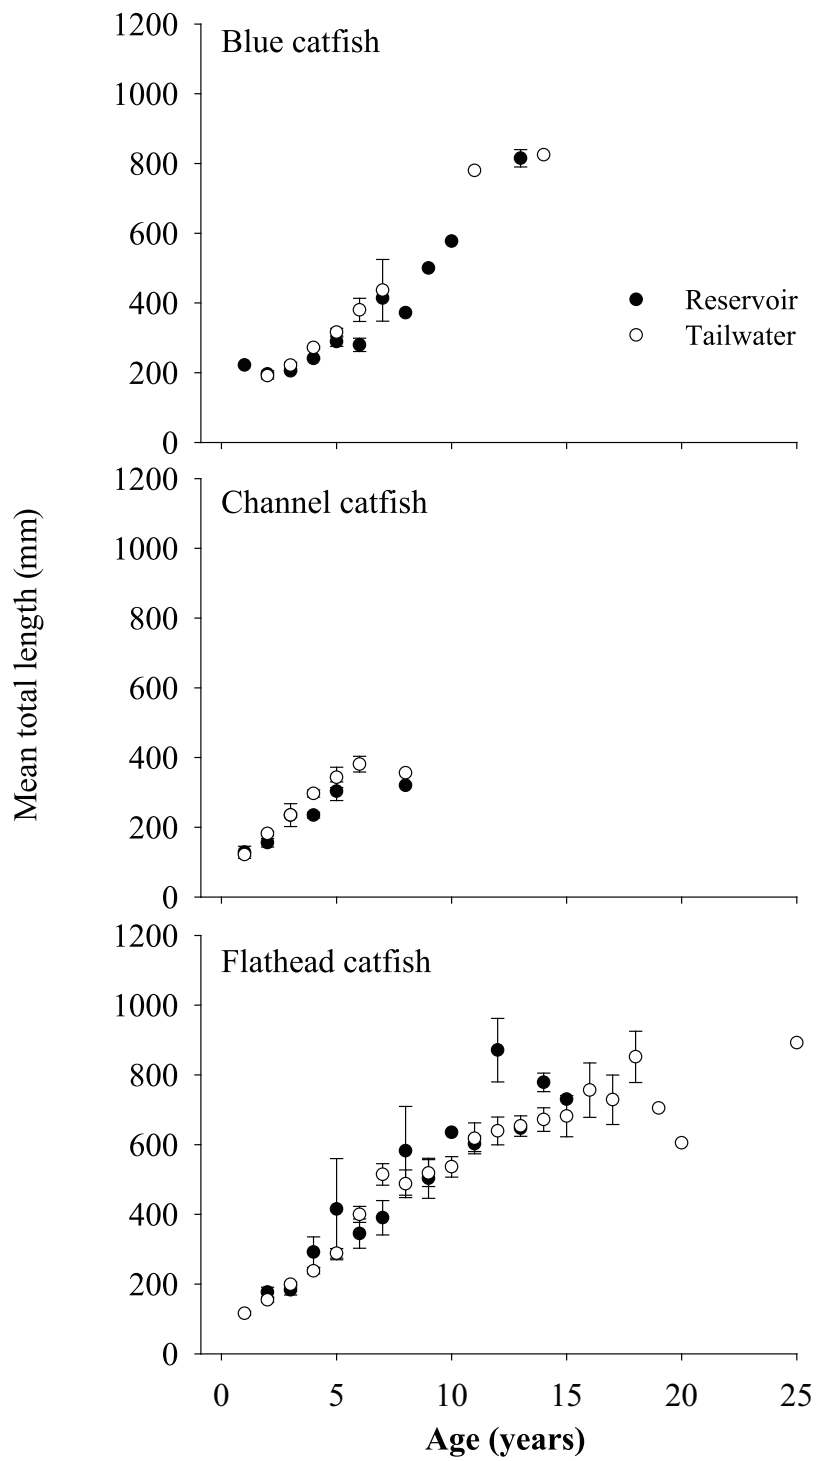 1200
Blue catfish
1000
800
600
400
200
0
Reservoir
Tailwater
1200
Channel catfish
1000
800
600
400
200
0
Mean total length (mm)
1200
Flathead catfish
1000
800
600
400
200
0
0 5 10 15 20 25
Age (years)